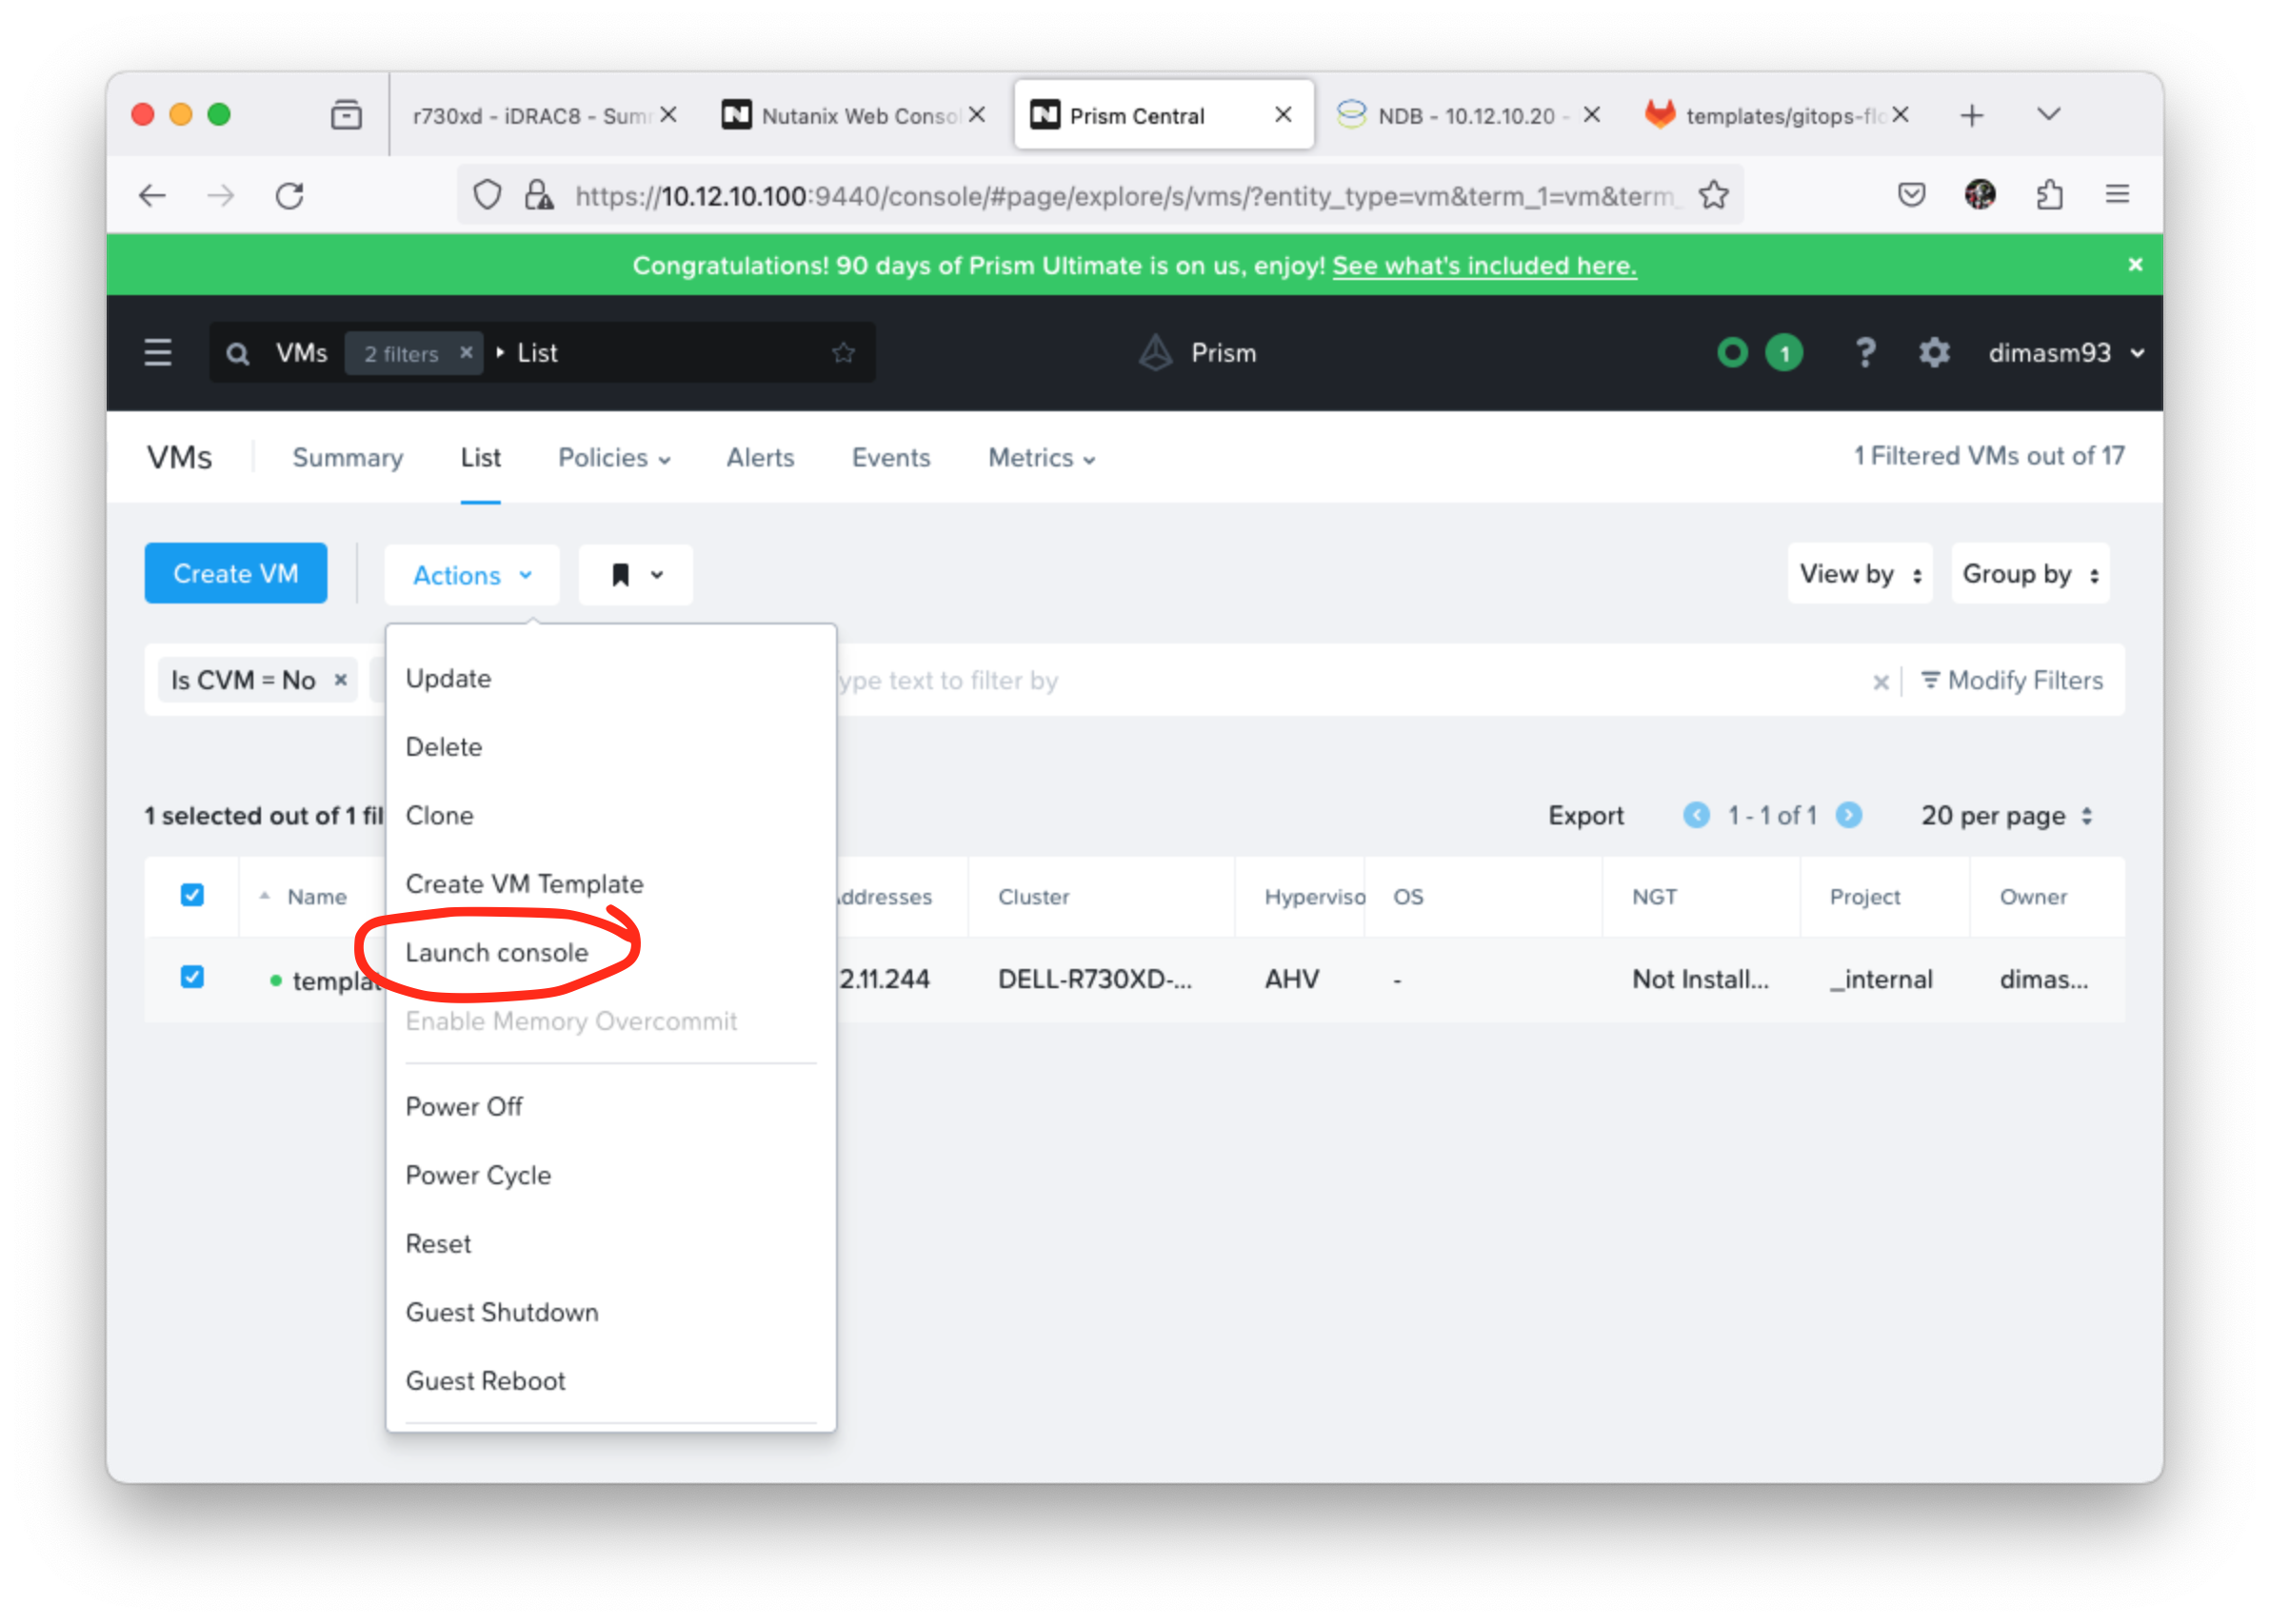 r730xd - iDRAC8 - Sum
Nutanix Web Consol
Prism Central
NDB - 10.12.10.20 -
templates/gitops-flo
https://10.12.10.100:9440/console/#page/explore/s/vms/?entity_type=vm&term_1=vm&term_
Congratulations! 90 days of Prism Ultimate is on us, enjoy! See what's included here.
VMs 2 filters List
Prism
1
?
dimasm93
VMs
Summary
List
Policies
Alerts
Events
Metrics
1 Filtered VMs out of 17
Create VM
Actions
View by
Group by
Is CVM = No
ype text to filter by
Modify Filters
Update
Delete
Clone
Create VM Template
Launch console
Enable Memory Overcommit
Power Off
Power Cycle
Reset
Guest Shutdown
Guest Reboot
1 selected out of 1 fil
Export
1 - 1 of 1
20 per page
Name
ddresses
Cluster
Hyperviso
OS
NGT
Project
Owner
templat
2.11.244
DELL-R730XD-...
AHV
-
Not Install...
_internal
dimas...